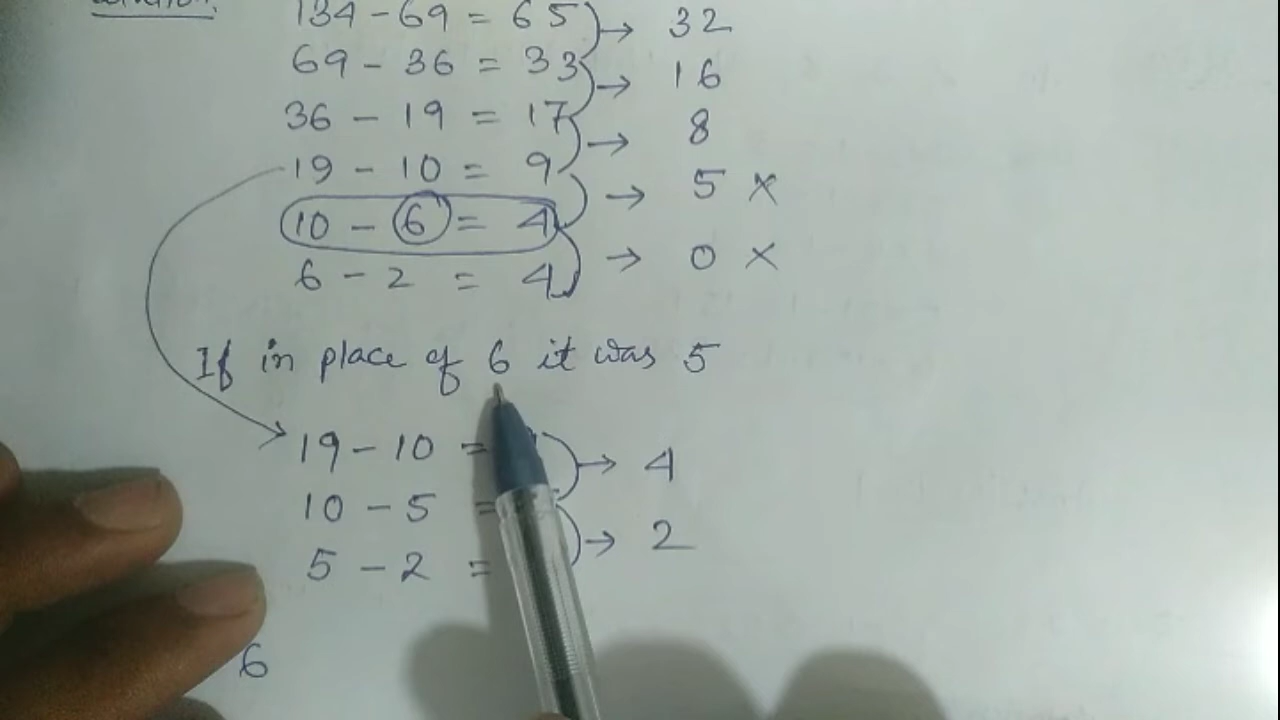 134 - 69 = 65 → 32
69 - 36 = 33 → 16
36 - 19 = 17 → 8
19 - 10 = 9 → 5 ×
10 - 6 = 4 → 0 ×
6 - 2 = 4
If in place of 6 it was 5
19 - 10 = → 4
10 - 5 = → 2
5 - 2 =
6